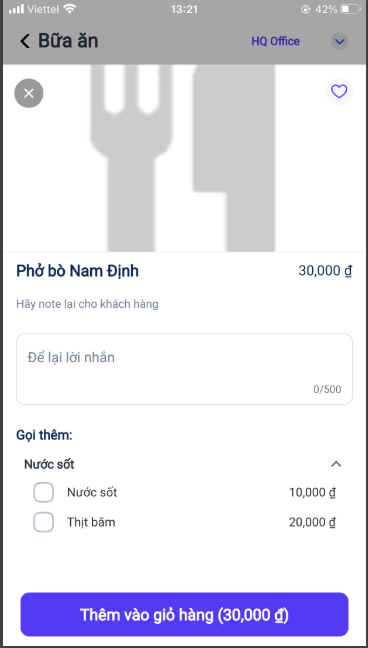 Viettel 13:21 42%
Bữa ăn HQ Office
Phở bò Nam Định 30,000 ₫
Hãy note lại cho khách hàng
Để lại lời nhắn
0/500
Gọi thêm:
Nước sốt
Nước sốt 10,000 ₫
Thịt băm 20,000 ₫
Thêm vào giỏ hàng (30,000 ₫)